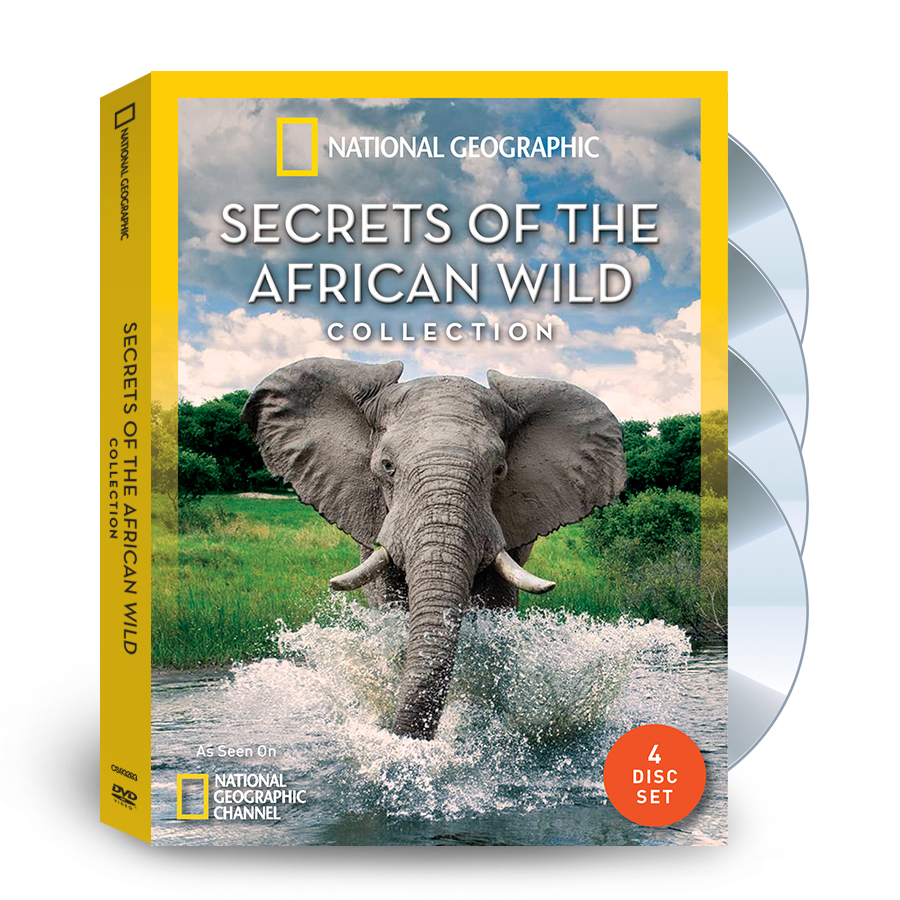 NATIONAL GEOGRAPHIC
SECRETS OF THE AFRICAN WILD
COLLECTION
DVD
VIDEO
NATIONAL GEOGRAPHIC
SECRETS OF THE
AFRICAN WILD
COLLECTION
As Seen On
NATIONAL
GEOGRAPHIC
CHANNEL
4
DISC
SET